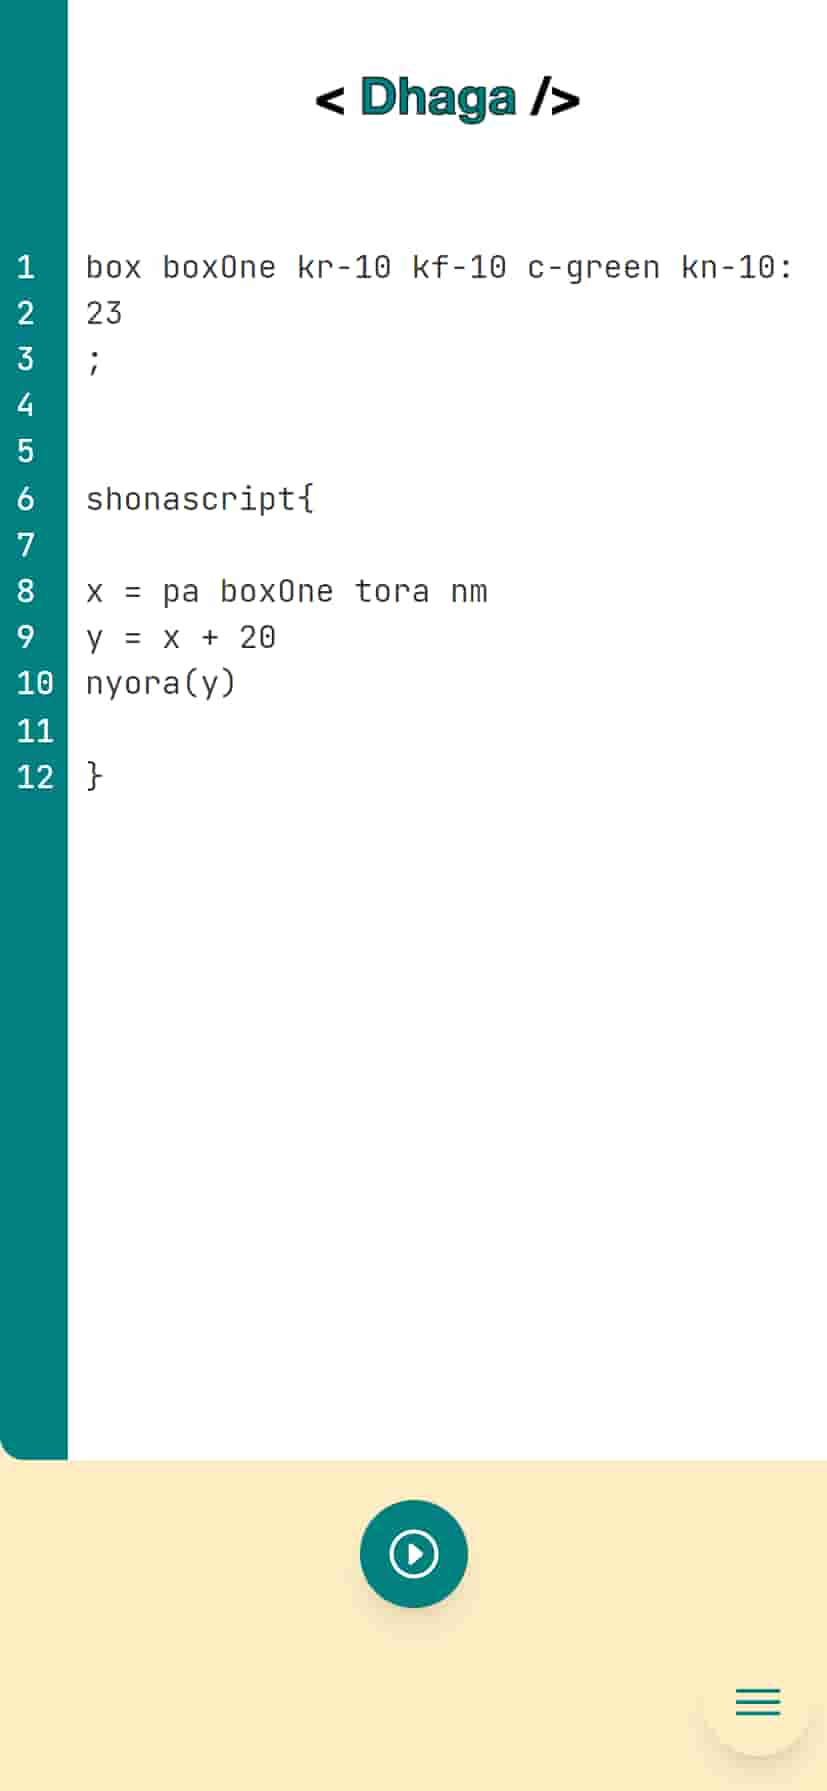 < Dhaga />
1 box boxOne kr-10 kf-10 c-green kn-10:
2 23
3 ;
4
5
6 shonascript{
7
8 x = pa boxOne tora nm
9 y = x + 20
10 nyora(y)
11
12 }